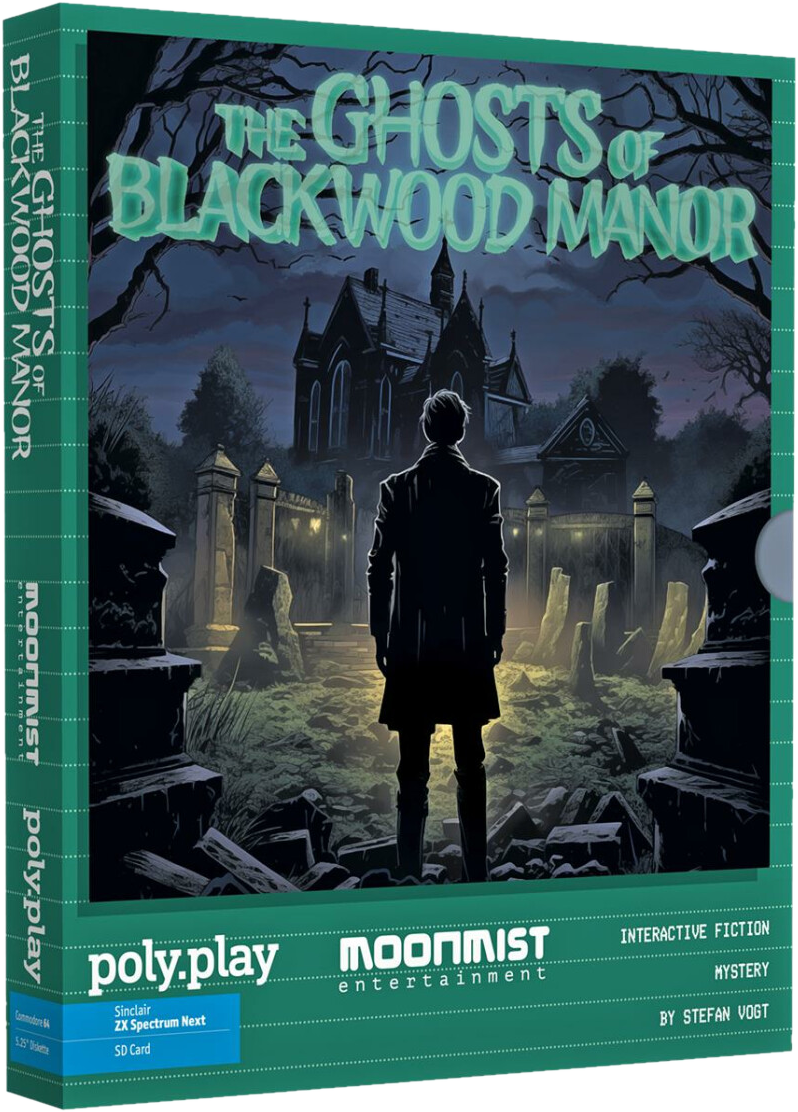 THE GHOSTS OF
BLACKWOOD MANOR
THE GHOSTS OF
BLACKWOOD MANOR
MOONMIST
entertainment
poly.play
Commodore 64
5.25" Diskette
poly.play
MOONMIST
entertainment
INTERACTIVE FICTION
MYSTERY
BY STEFAN VOGT
Sinclair
ZX Spectrum Next
SD Card